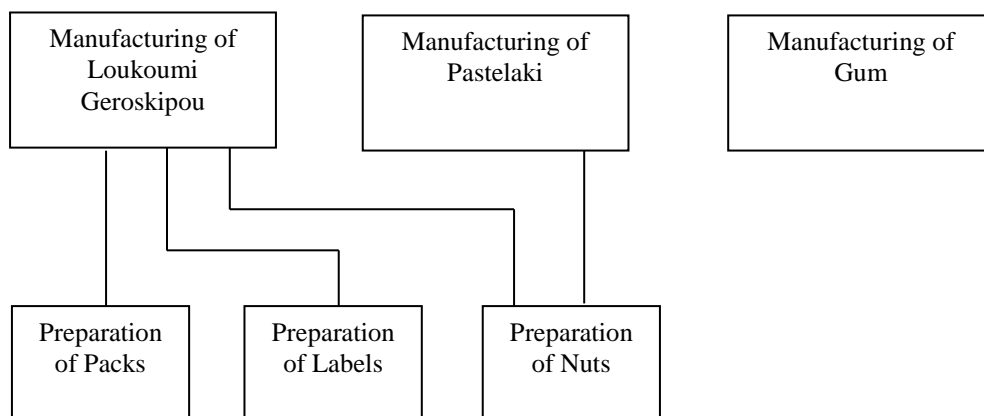 Manufacturing of
Loukoumi
Geroskipou
Manufacturing of
Pastelaki
Manufacturing of
Gum
Preparation
of Packs
Preparation
of Labels
Preparation
of Nuts